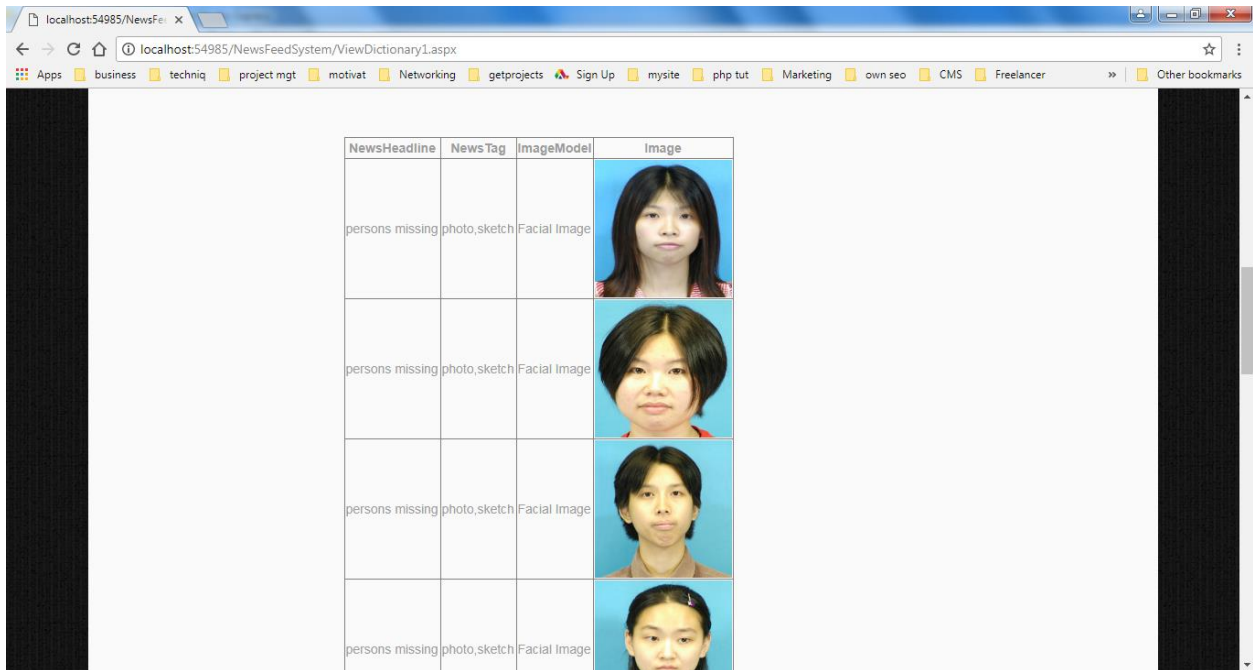 localhost:54985/NewsFe
localhost:54985/NewsFeedSystem/ViewDictionary1.aspx
Apps business techniq project mgt motivat Networking getprojects Sign Up mysite php tut Marketing own seo CMS Freelancer » Other bookmarks
NewsHeadline NewsTag ImageModel Image
persons missing photo,sketch Facial Image
persons missing photo,sketch Facial Image
persons missing photo,sketch Facial Image
persons missing photo,sketch Facial Image